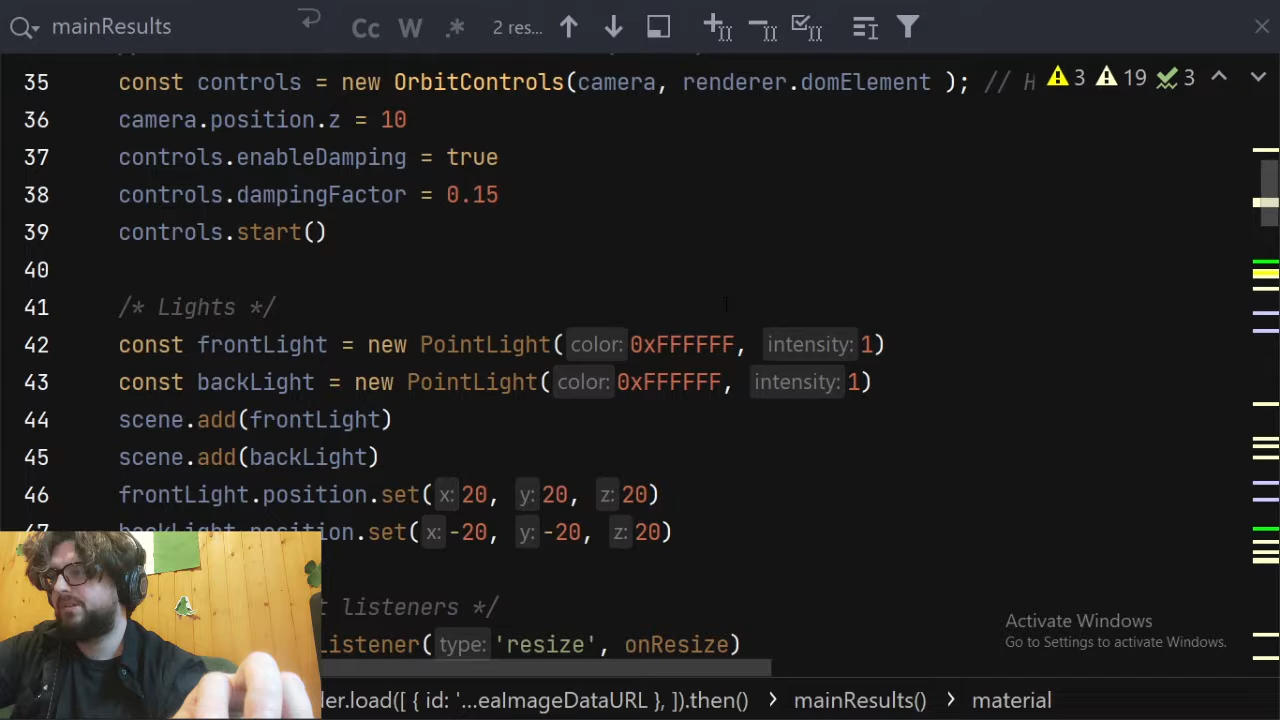 mainResults Cc W .* 2 res...
35 const controls = new OrbitControls(camera, renderer.domElement ); // H 3 19 3
36 camera.position.z = 10
37 controls.enableDamping = true
38 controls.dampingFactor = 0.15
39 controls.start()
40
41 /* Lights */
42 const frontLight = new PointLight( color: 0xFFFFFF, intensity: 1)
43 const backLight = new PointLight( color: 0xFFFFFF, intensity: 1)
44 scene.add(frontLight)
45 scene.add(backLight)
46 frontLight.position.set( x: 20, y: 20, z: 20)
backLight.position.set( x: -20, y: -20, z: 20)
listeners */
Listener( type: 'resize', onResize)
Activate Windows
Go to Settings to activate Windows.
der.load([ { id: '...eaImageDataURL }, ]).then() mainResults() material